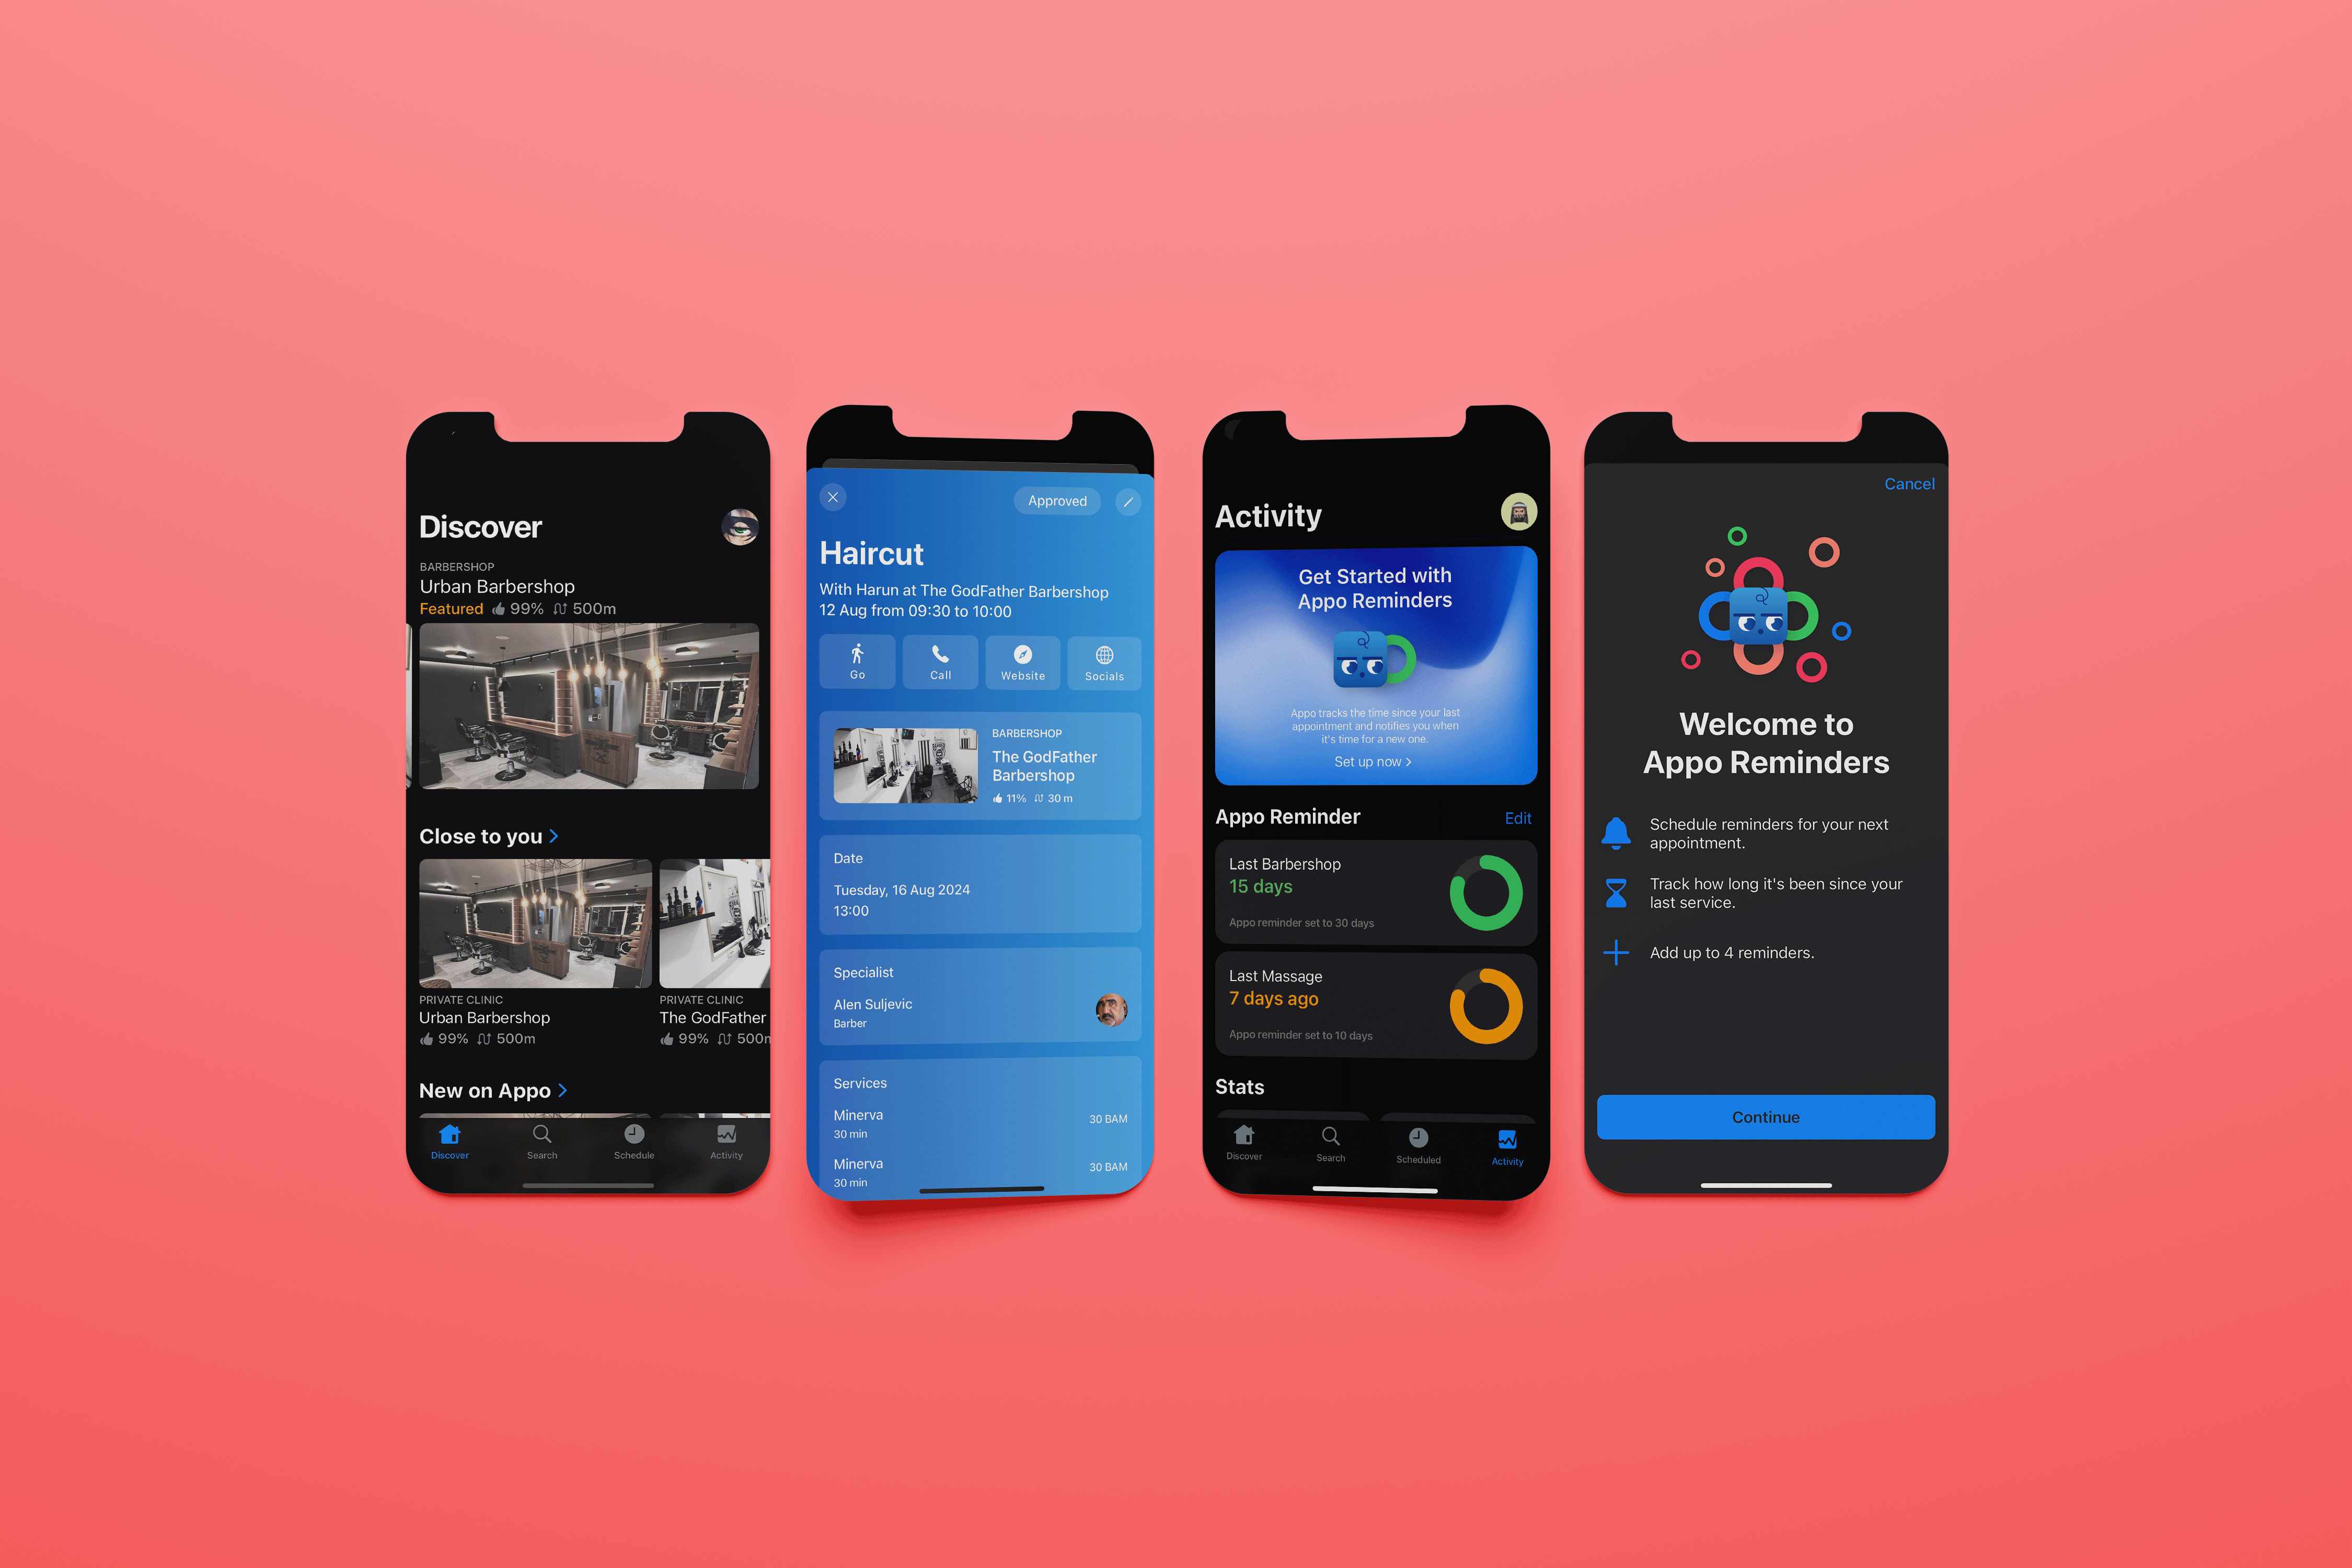 Discover
BARBERSHOP
Urban Barbershop
Featured 99% 500m
Close to you
PRIVATE CLINIC
Urban Barbershop
99% 500m
PRIVATE CLINIC
The GodFather
99% 500m
New on Appo
Discover
Search
Schedule
Activity
Approved
Haircut
With Harun at The GodFather Barbershop
12 Aug from 09:30 to 10:00
Go
Call
Website
Socials
BARBERSHOP
The GodFather
Barbershop
11% 30 m
Date
Tuesday, 16 Aug 2024
13:00
Specialist
Alen Suljevic
Barber
Services
Minerva
30 BAM
30 min
Minerva
30 BAM
30 min
Activity
Get Started with
Appo Reminders
Appo tracks the time since your last
appointment and notifies you when
it's time for a new one.
Set up now
Appo Reminder
Edit
Last Barbershop
15 days
Appo reminder set to 30 days
Last Massage
7 days ago
Appo reminder set to 10 days
Stats
Discover
Search
Scheduled
Activity
Cancel
Welcome to
Appo Reminders
Schedule reminders for your next
appointment.
Track how long it's been since your
last service.
Add up to 4 reminders.
Continue